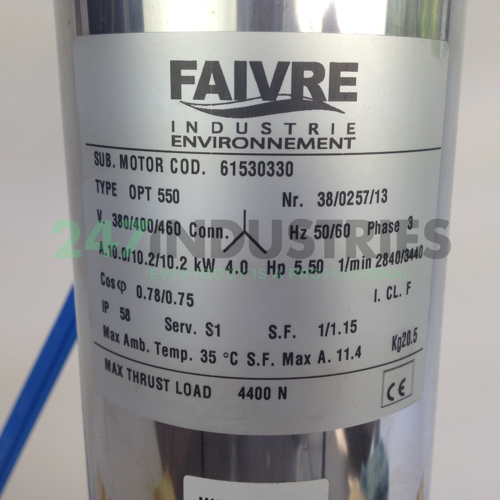 FAIVRE
INDUSTRIE
ENVIRONNEMENT
SUB. MOTOR COD. 61530330
TYPE OPT 550 Nr. 38/0257/13
V 380/400/460 Conn. Hz 50/60 Phase 3
247INDUSTRIES
A.10.0/10.2/10.2 kW 4.0 Hp 5.50 1/min 2840/3440
Cosφ 0.78/0.75 I. CL. F
IP 58 Serv. S1 S.F. 1/1.15 Kg20.5
Max Amb. Temp. 35 °C S.F. Max A. 11.4
MAX THRUST LOAD 4400 N CE